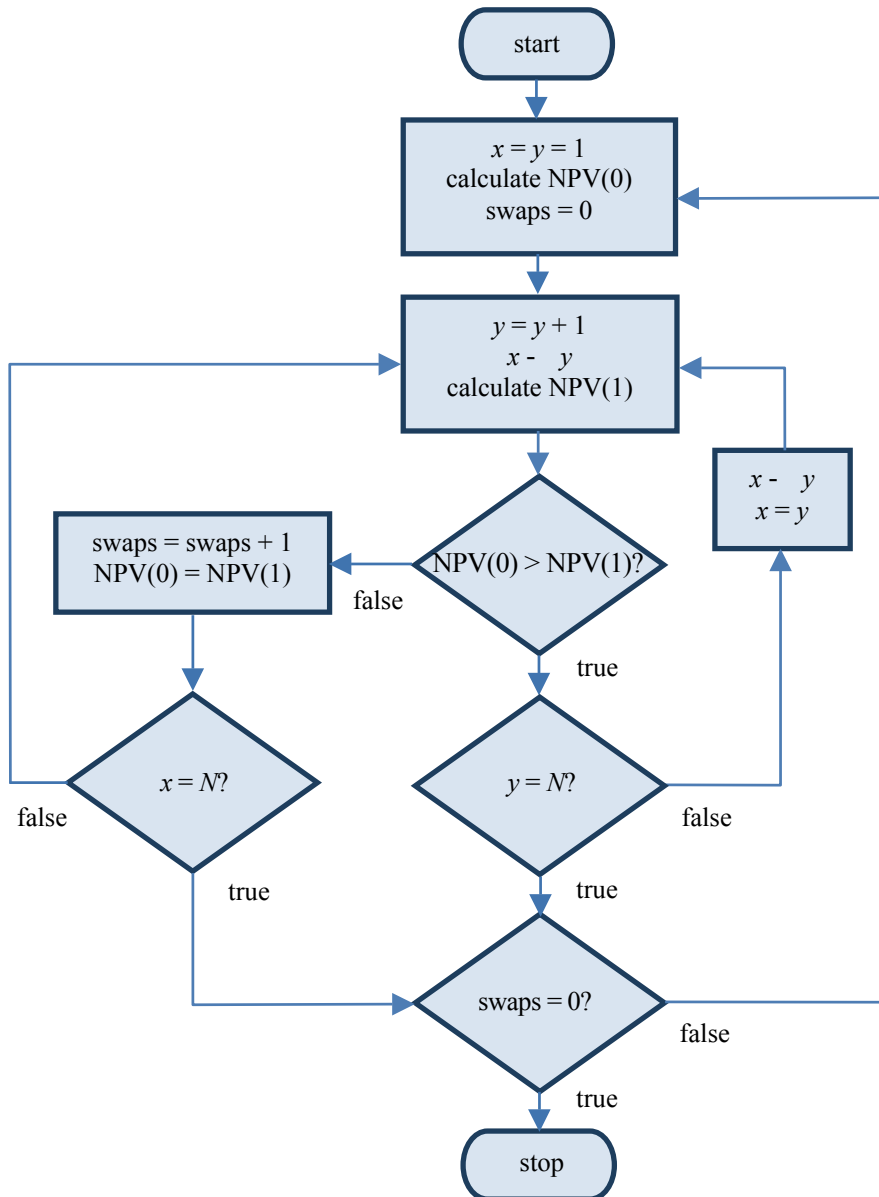 start
x = y = 1
calculate NPV(0)
swaps = 0
y = y + 1
x - y
calculate NPV(1)
x - y
x = y
swaps = swaps + 1
NPV(0) = NPV(1)
NPV(0) > NPV(1)?
false
true
x = N?
y = N?
false
false
true
true
swaps = 0?
false
true
stop